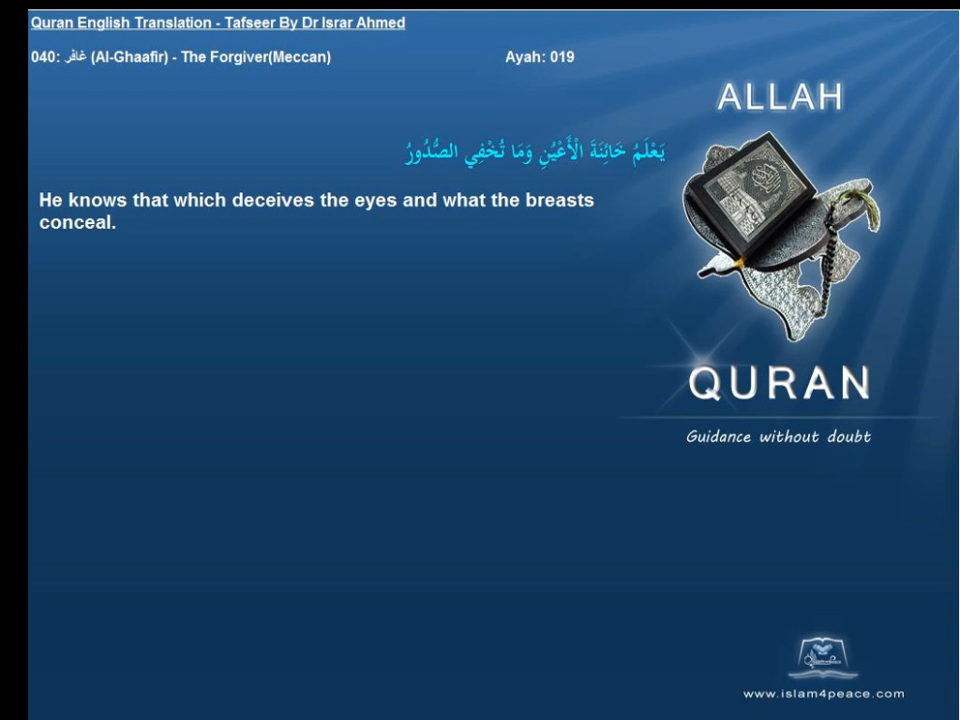 Quran English Translation - Tafseer By Dr Israr Ahmed
040: غافر (Al-Ghaafir) - The Forgiver(Meccan) Ayah: 019
ALLAH
يَعْلَمُ خَائِنَةَ الْأَعْيُنِ وَمَا تُخْفِي الصُّدُورُ
He knows that which deceives the eyes and what the breasts
conceal.
QURAN
Guidance without doubt
www.islam4peace.com